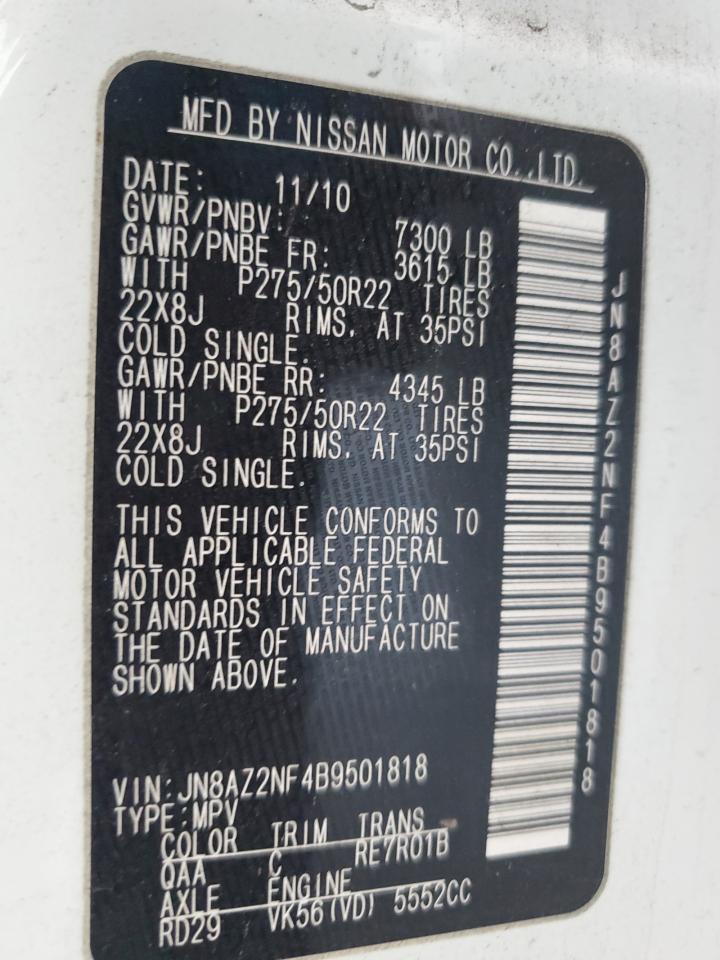 MFD BY NISSAN MOTOR CO.,LTD.
DATE: 11/10
GVWR/PNBV: 7300 LB
GAWR/PNBE FR: 3615 LB
WITH P275/50R22 TIRES
22X8J RIMS, AT 35PSI
COLD SINGLE.
GAWR/PNBE RR: 4345 LB
WITH P275/50R22 TIRES
22X8J RIMS, AT 35PSI
COLD SINGLE.
THIS VEHICLE CONFORMS TO
ALL APPLICABLE FEDERAL
MOTOR VEHICLE SAFETY
STANDARDS IN EFFECT ON
THE DATE OF MANUFACTURE
SHOWN ABOVE.
VIN:JN8AZ2NF4B9501818
TYPE:MPV
COLOR TRIM TRANS
QAA C RE7R01B
AXLE ENGINE
RD29 VK56(VD) 5552CC
JN8AZ2NF4B9501818